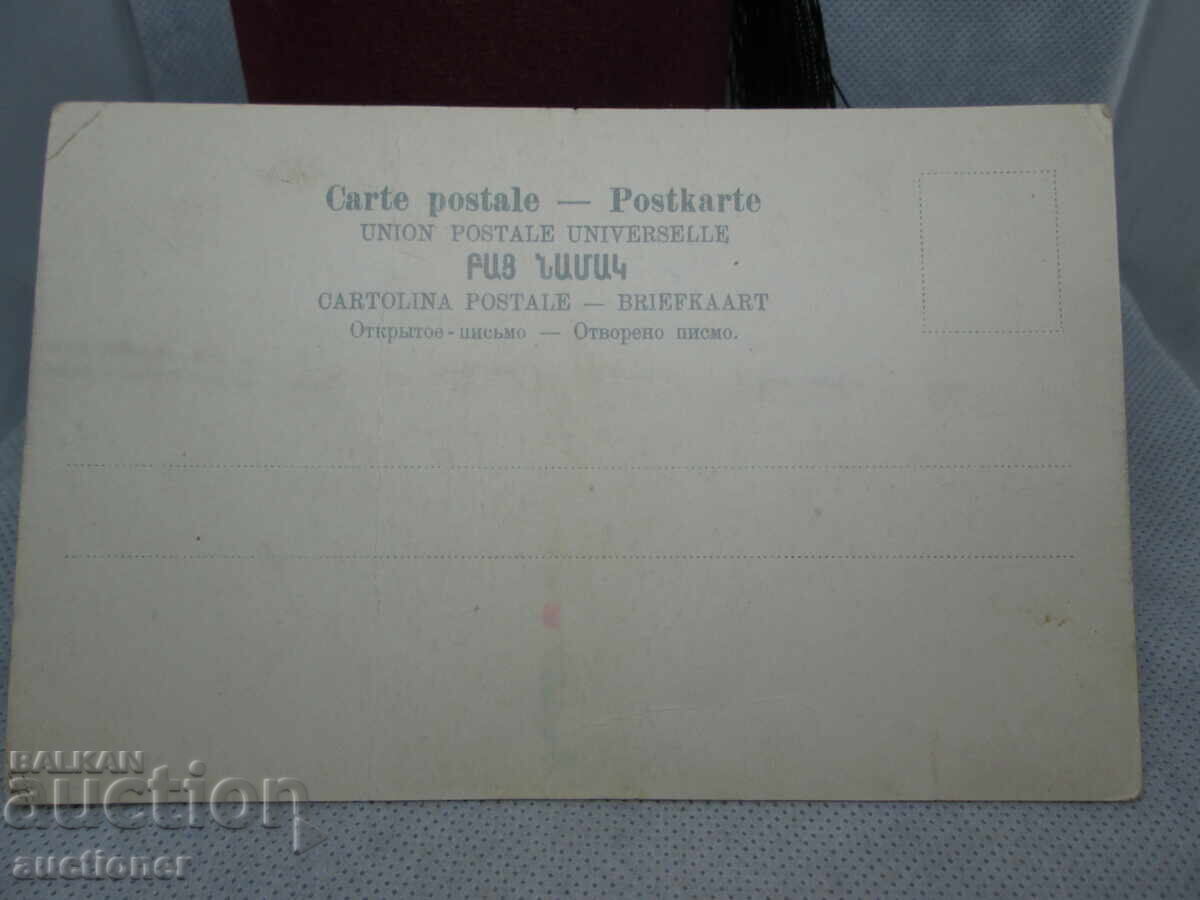 Carte postale — Postkarte
UNION POSTALE UNIVERSELLE
ԲԱՑ ՆԱՄԱԿ
CARTOLINA POSTALE — BRIEFKAART
Открытое-письмо — Отворено писмо.
BALKAN
auction
auctioner